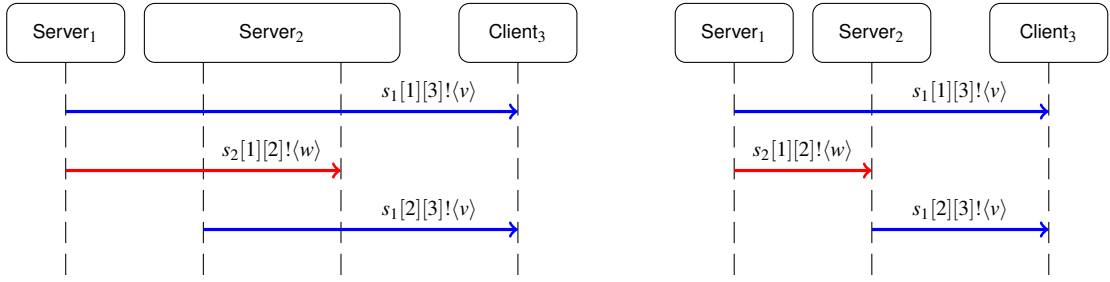 Server₁ Server₂ Client₃
s₁[1][3]!⟨v⟩
s₂[1][2]!⟨w⟩
s₁[2][3]!⟨v⟩
Server₁ Server₂ Client₃
s₁[1][3]!⟨v⟩
s₂[1][2]!⟨w⟩
s₁[2][3]!⟨v⟩